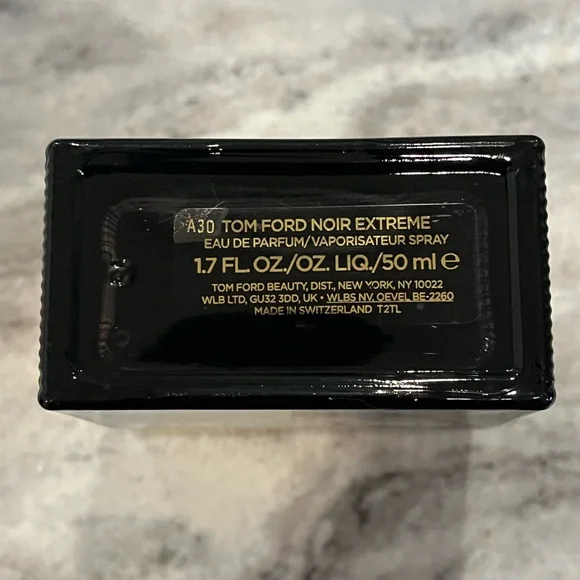 A30 TOM FORD NOIR EXTREME
EAU DE PARFUM/VAPORISATEUR SPRAY
1.7 FL. OZ./OZ. LIQ./50 ml ℮
TOM FORD BEAUTY, DIST., NEW YORK, NY 10022
WLB LTD, GU32 3DD, UK • WLBS NV. OEVEL BE-2260
MADE IN SWITZERLAND T2TL